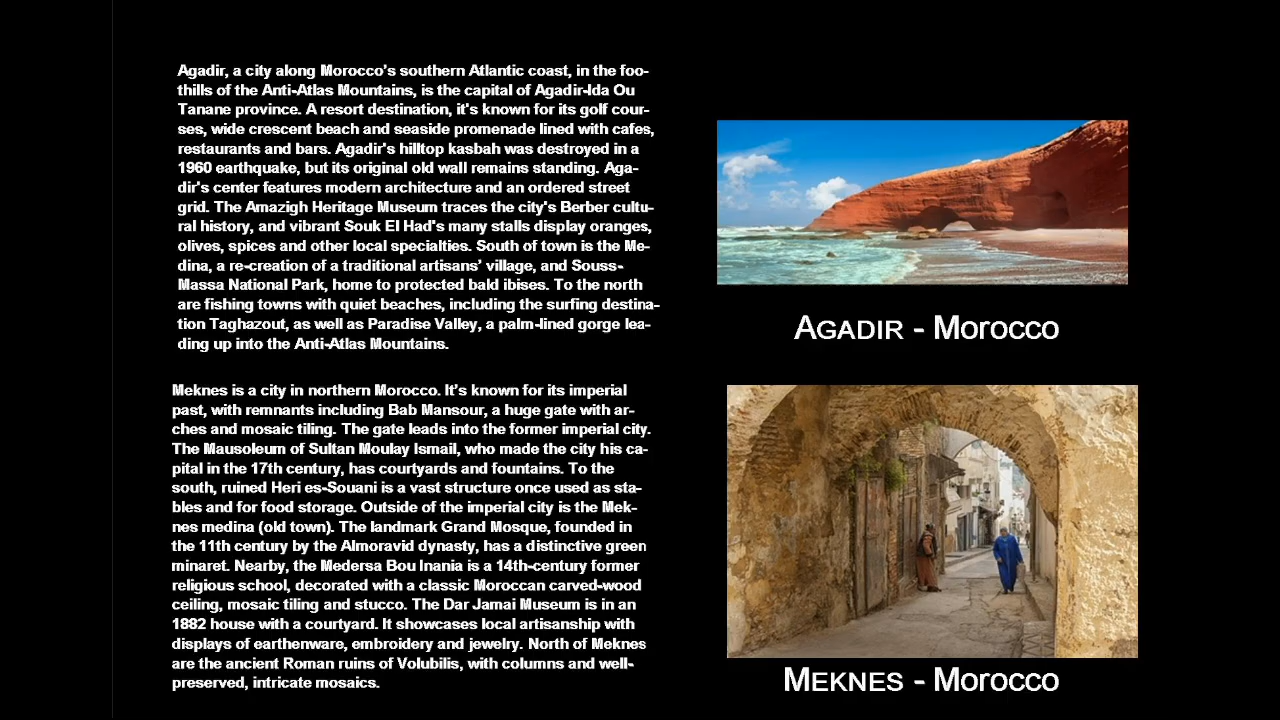 Agadir, a city along Morocco's southern Atlantic coast, in the foo-
thills of the Anti-Atlas Mountains, is the capital of Agadir-Ida Ou
Tanane province. A resort destination, it's known for its golf cour-
ses, wide crescent beach and seaside promenade lined with cafes,
restaurants and bars. Agadir's hilltop kasbah was destroyed in a
1960 earthquake, but its original old wall remains standing. Aga-
dir's center features modern architecture and an ordered street
grid. The Amazigh Heritage Museum traces the city's Berber cultu-
ral history, and vibrant Souk El Had's many stalls display oranges,
olives, spices and other local specialties. South of town is the Me-
dina, a re-creation of a traditional artisans' village, and Souss-
Massa National Park, home to protected bald ibises. To the north
are fishing towns with quiet beaches, including the surfing destina-
tion Taghazout, as well as Paradise Valley, a palm-lined gorge lea-
ding up into the Anti-Atlas Mountains.
AGADIR - Morocco
Meknes is a city in northern Morocco. It's known for its imperial
past, with remnants including Bab Mansour, a huge gate with ar-
ches and mosaic tiling. The gate leads into the former imperial city.
The Mausoleum of Sultan Moulay Ismail, who made the city his ca-
pital in the 17th century, has courtyards and fountains. To the
south, ruined Heri es-Souani is a vast structure once used as sta-
bles and for food storage. Outside of the imperial city is the Mek-
nes medina (old town). The landmark Grand Mosque, founded in
the 11th century by the Almoravid dynasty, has a distinctive green
minaret. Nearby, the Medersa Bou Inania is a 14th-century former
religious school, decorated with a classic Moroccan carved-wood
ceiling, mosaic tiling and stucco. The Dar Jamai Museum is in an
1882 house with a courtyard. It showcases local artisanship with
displays of earthenware, embroidery and jewelry. North of Meknes
are the ancient Roman ruins of Volubilis, with columns and well-
preserved, intricate mosaics.
MEKNES - Morocco